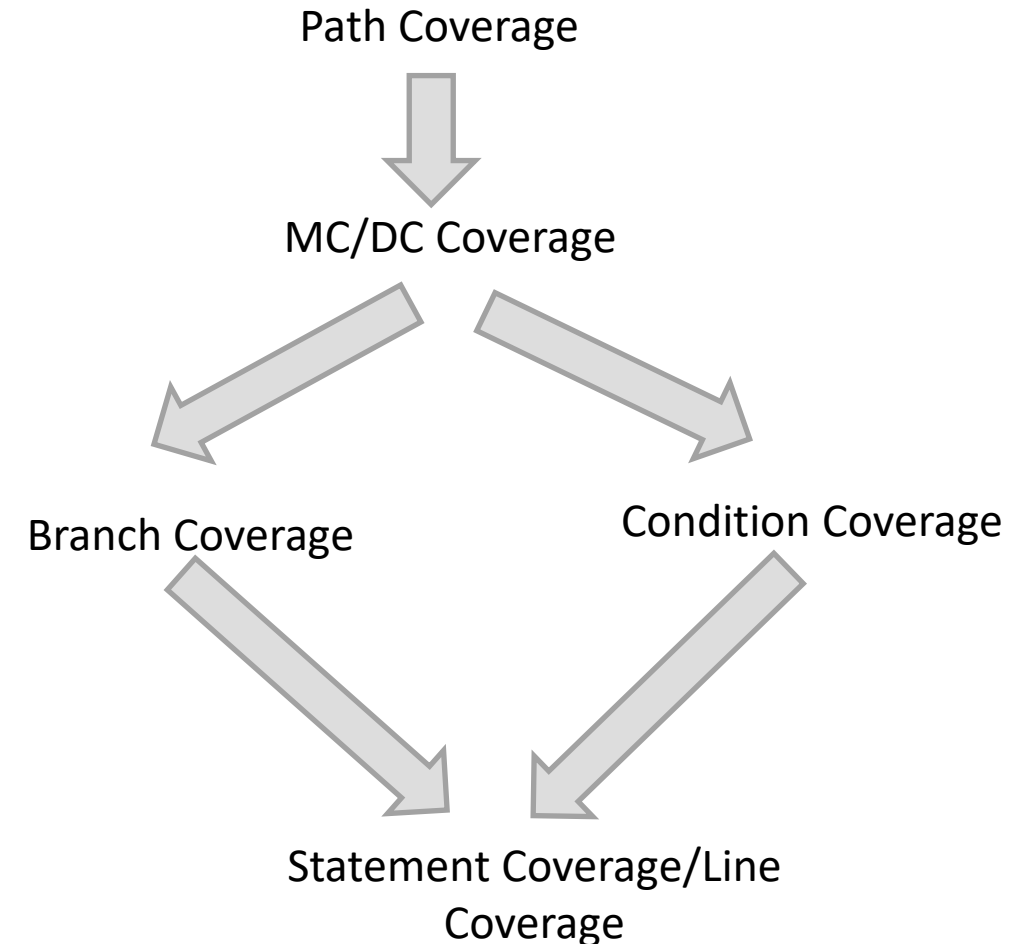 Path Coverage
MC/DC Coverage
Branch Coverage
Condition Coverage
Statement Coverage/Line
Coverage